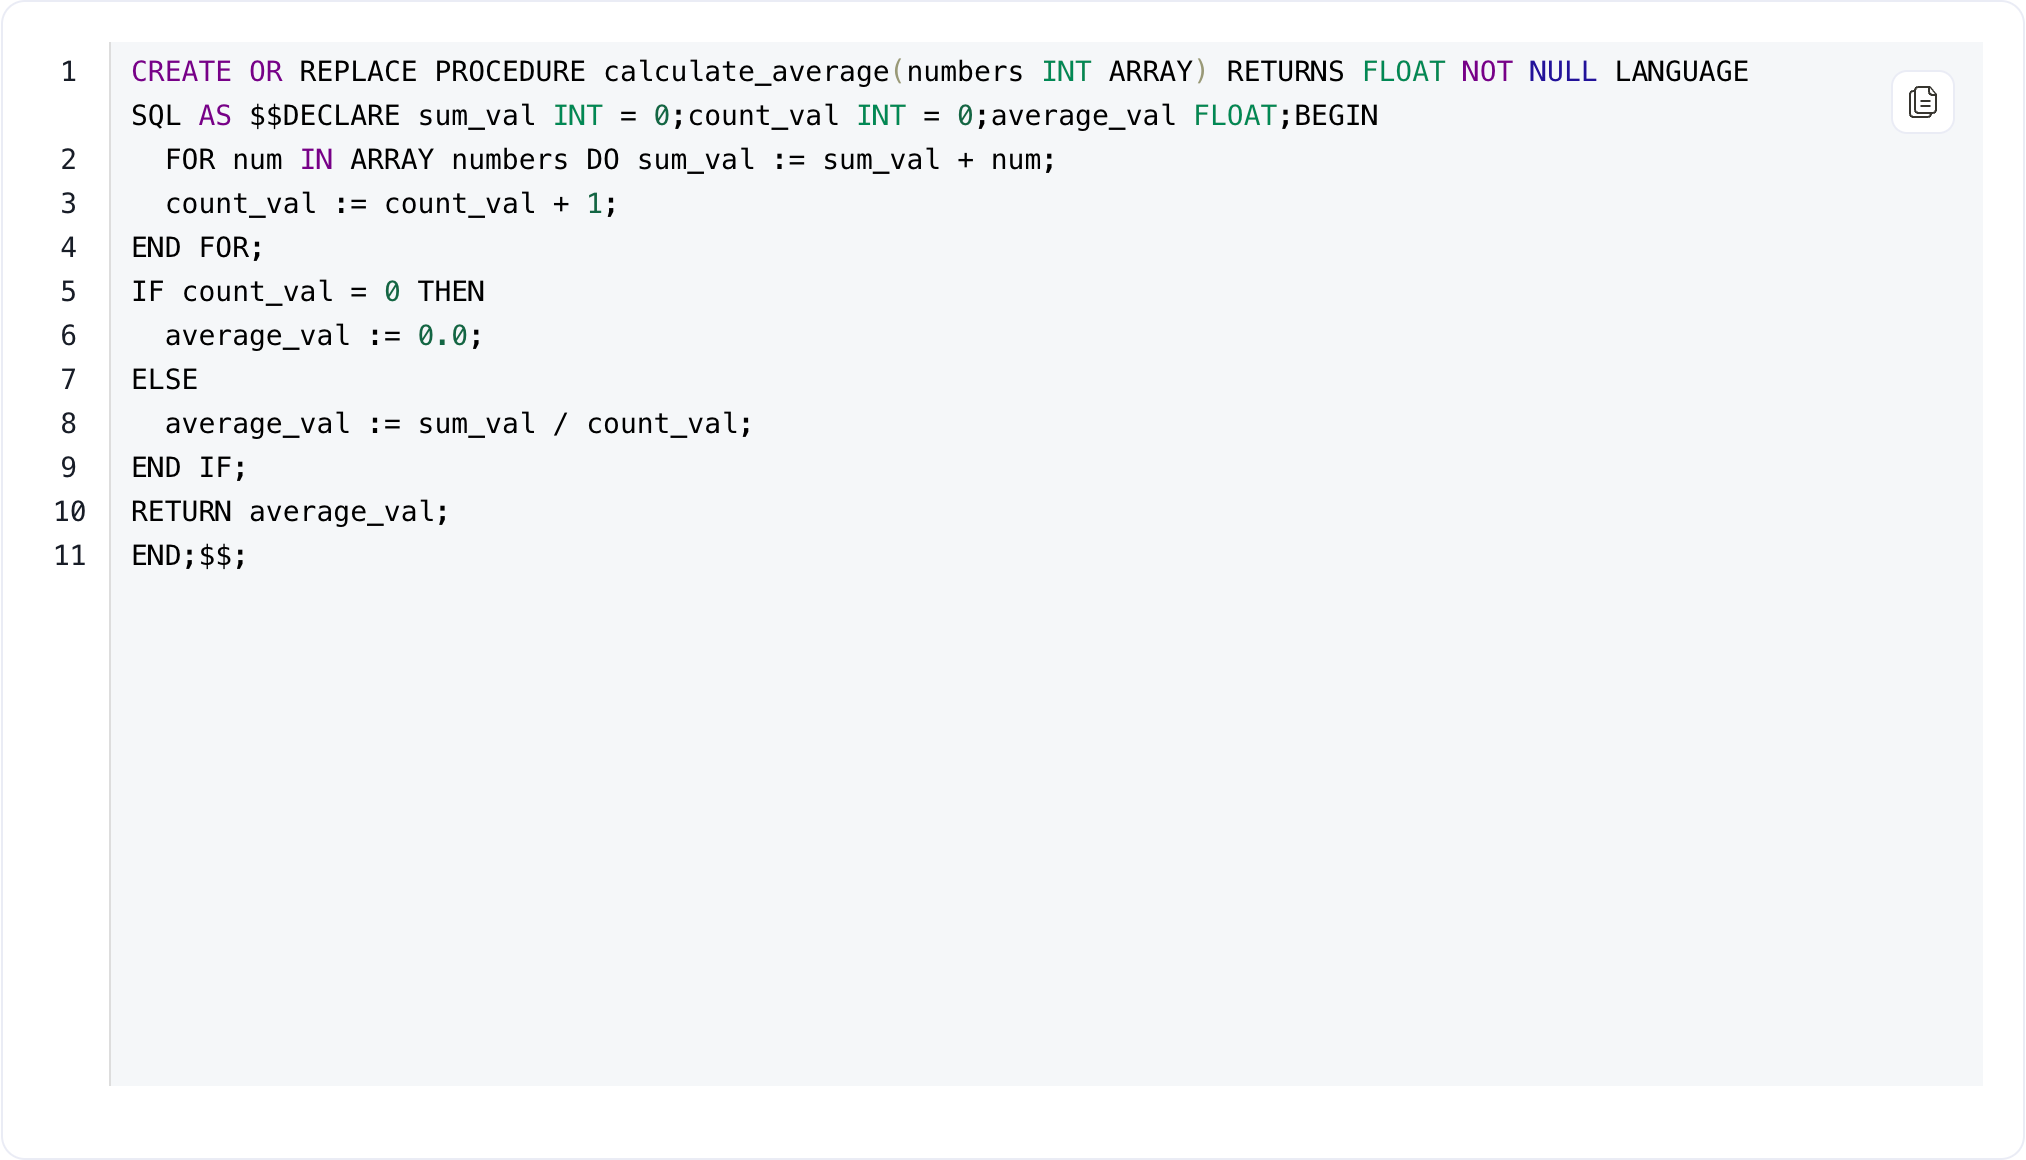 1 CREATE OR REPLACE PROCEDURE calculate_average(numbers INT ARRAY) RETURNS FLOAT NOT NULL LANGUAGE
SQL AS $$DECLARE sum_val INT = 0;count_val INT = 0;average_val FLOAT;BEGIN
2   FOR num IN ARRAY numbers DO sum_val := sum_val + num;
3   count_val := count_val + 1;
4 END FOR;
5 IF count_val = 0 THEN
6   average_val := 0.0;
7 ELSE
8   average_val := sum_val / count_val;
9 END IF;
10 RETURN average_val;
11 END;$$;